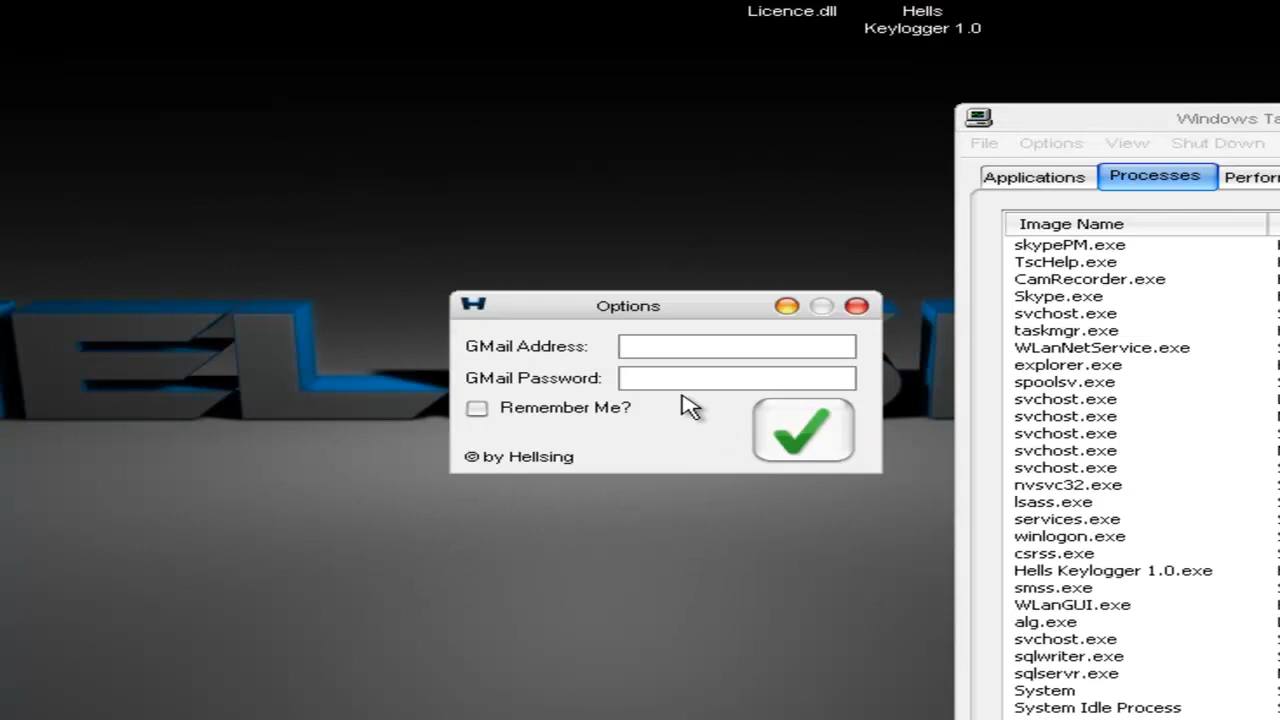 Licence.dll
Hells
Keylogger 1.0
Windows Ta
File Options View Shut Down
Applications Processes Perforr
Image Name
skypePM.exe
TscHelp.exe
CamRecorder.exe
Skype.exe
svchost.exe
taskmgr.exe
WLanNetService.exe
explorer.exe
spoolsv.exe
svchost.exe
svchost.exe
svchost.exe
svchost.exe
svchost.exe
nvsvc32.exe
lsass.exe
services.exe
winlogon.exe
csrss.exe
Hells Keylogger 1.0.exe
smss.exe
WLanGUI.exe
alg.exe
svchost.exe
sqlwriter.exe
sqlservr.exe
System
System Idle Process
Options
GMail Address:
GMail Password:
Remember Me?
© by Hellsing